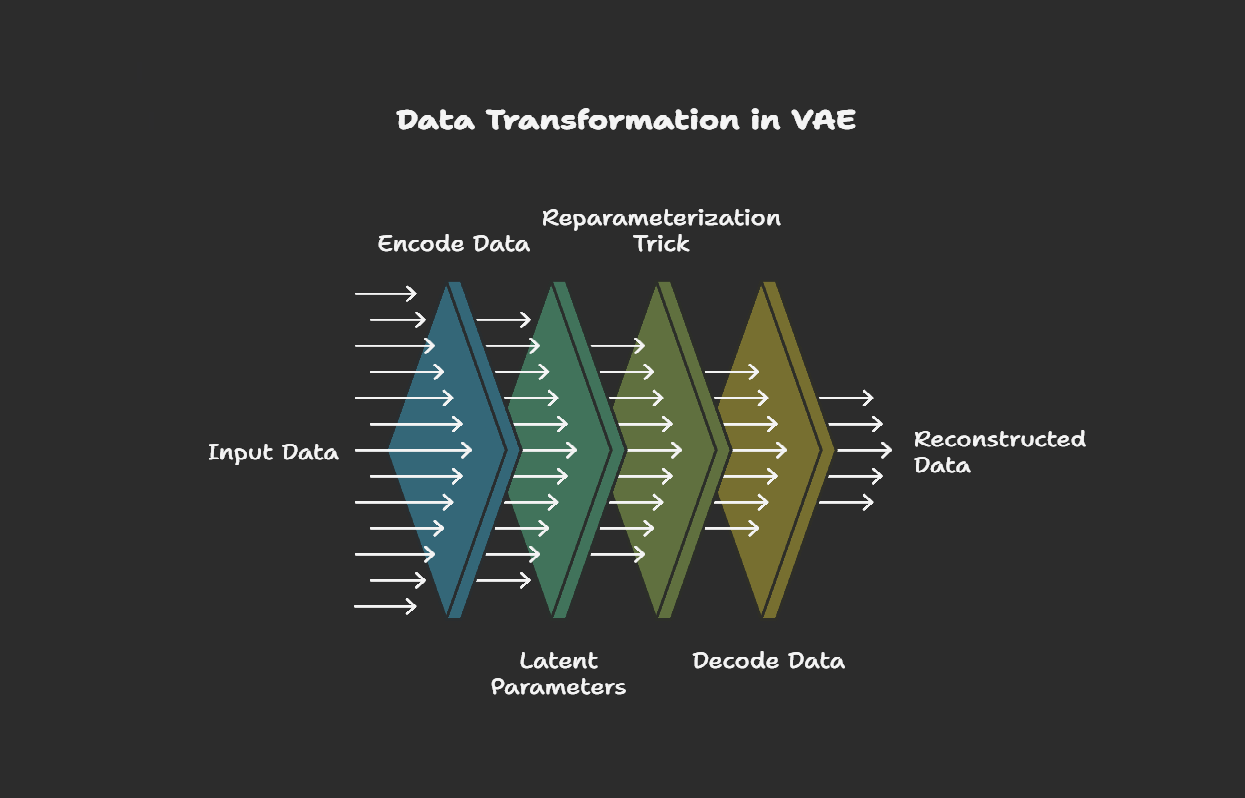 Data Transformation in VAE
Reparameterization
Trick
Encode Data
Input Data
Reconstructed
Data
Latent
Parameters
Decode Data